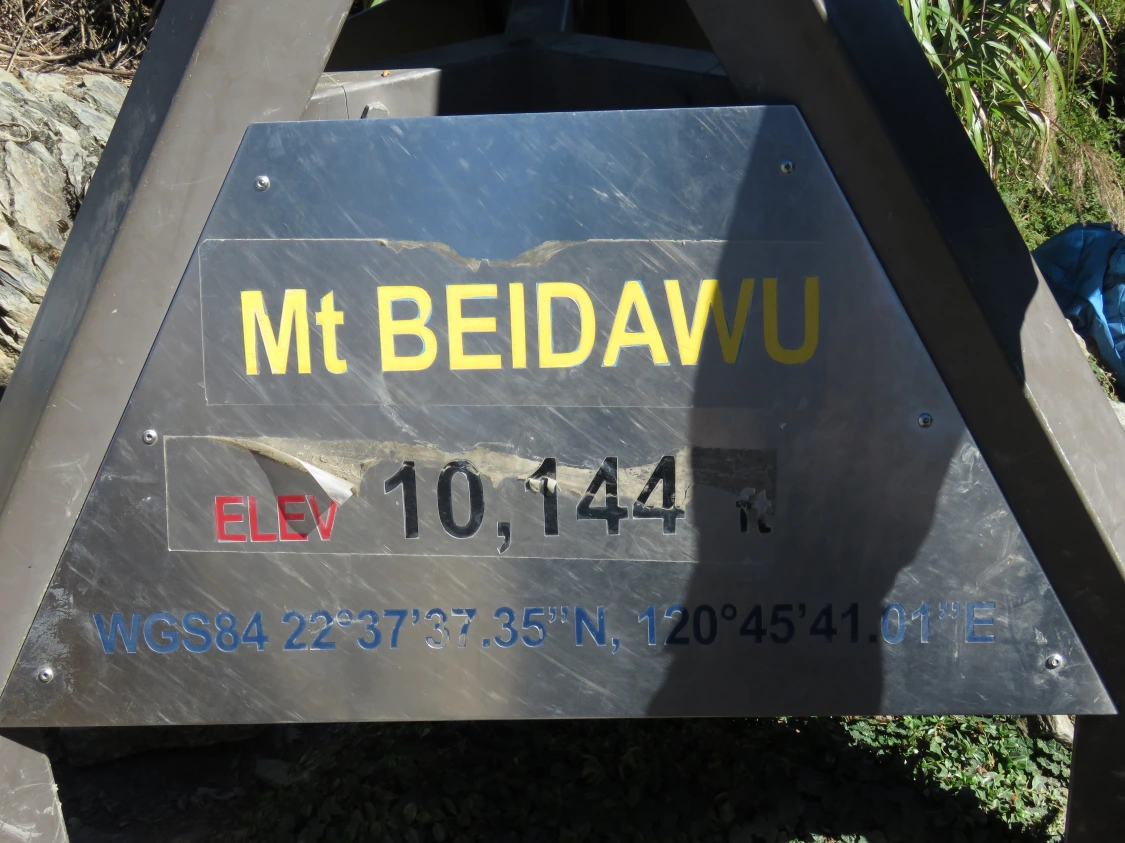 Mt BEIDAWU
ELEV 10,144 ft
WGS84 22°37’37.35”N, 120°45’41.01”E